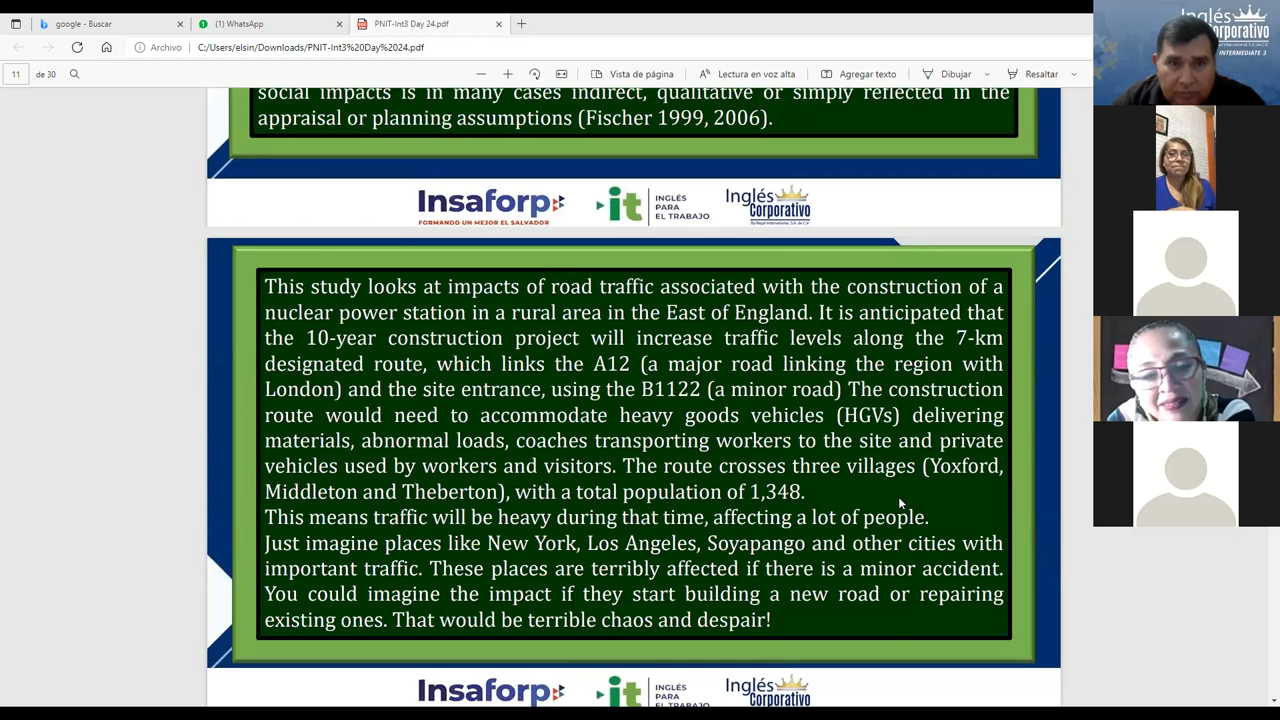 google - Buscar
(1) WhatsApp
PNIT-Int3 Day 24.pdf
Archivo
C:/Users/elsin/Downloads/PNIT-Int3%20Day%2024.pdf
11
de 30
Vista de página
Lectura en voz alta
Agregar texto
Dibujar
Resaltar
social impacts is in many cases indirect, qualitative or simply reflected in the
appraisal or planning assumptions (Fischer 1999, 2006).
Insaforp
FORMANDO UN MEJOR EL SALVADOR
it
INGLÉS
PARA
EL TRABAJO
Inglés
Corporativo
This study looks at impacts of road traffic associated with the construction of a
nuclear power station in a rural area in the East of England. It is anticipated that
the 10-year construction project will increase traffic levels along the 7-km
designated route, which links the A12 (a major road linking the region with
London) and the site entrance, using the B1122 (a minor road) The construction
route would need to accommodate heavy goods vehicles (HGVs) delivering
materials, abnormal loads, coaches transporting workers to the site and private
vehicles used by workers and visitors. The route crosses three villages (Yoxford,
Middleton and Theberton), with a total population of 1,348.
This means traffic will be heavy during that time, affecting a lot of people.
Just imagine places like New York, Los Angeles, Soyapango and other cities with
important traffic. These places are terribly affected if there is a minor accident.
You could imagine the impact if they start building a new road or repairing
existing ones. That would be terrible chaos and despair!
Insaforp
it
INGLÉS
PARA
Inglés
Corporativo
Inglés
Corporativo
INTERMEDIATE 3